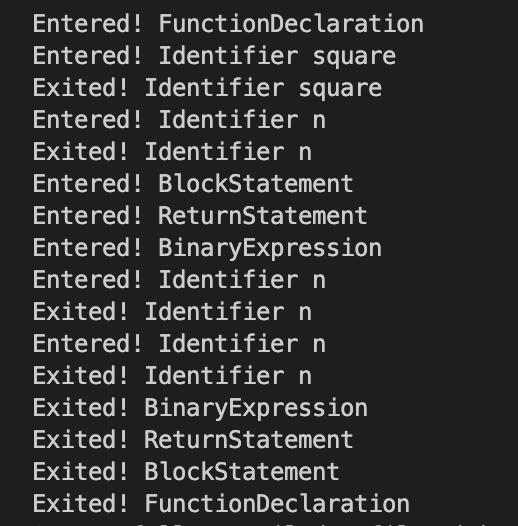 Entered! FunctionDeclaration
Entered! Identifier square
Exited! Identifier square
Entered! Identifier n
Exited! Identifier n
Entered! BlockStatement
Entered! ReturnStatement
Entered! BinaryExpression
Entered! Identifier n
Exited! Identifier n
Entered! Identifier n
Exited! Identifier n
Exited! BinaryExpression
Exited! ReturnStatement
Exited! BlockStatement
Exited! FunctionDeclaration